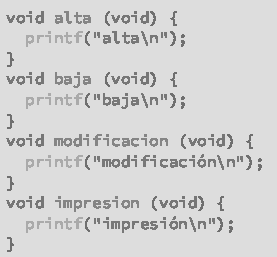 void alta (void) {
  printf("alta\n");
}
void baja (void) {
  printf("baja\n");
}
void modificacion (void) {
  printf("modificación\n");
}
void impresion (void) {
  printf("impresión\n");
}